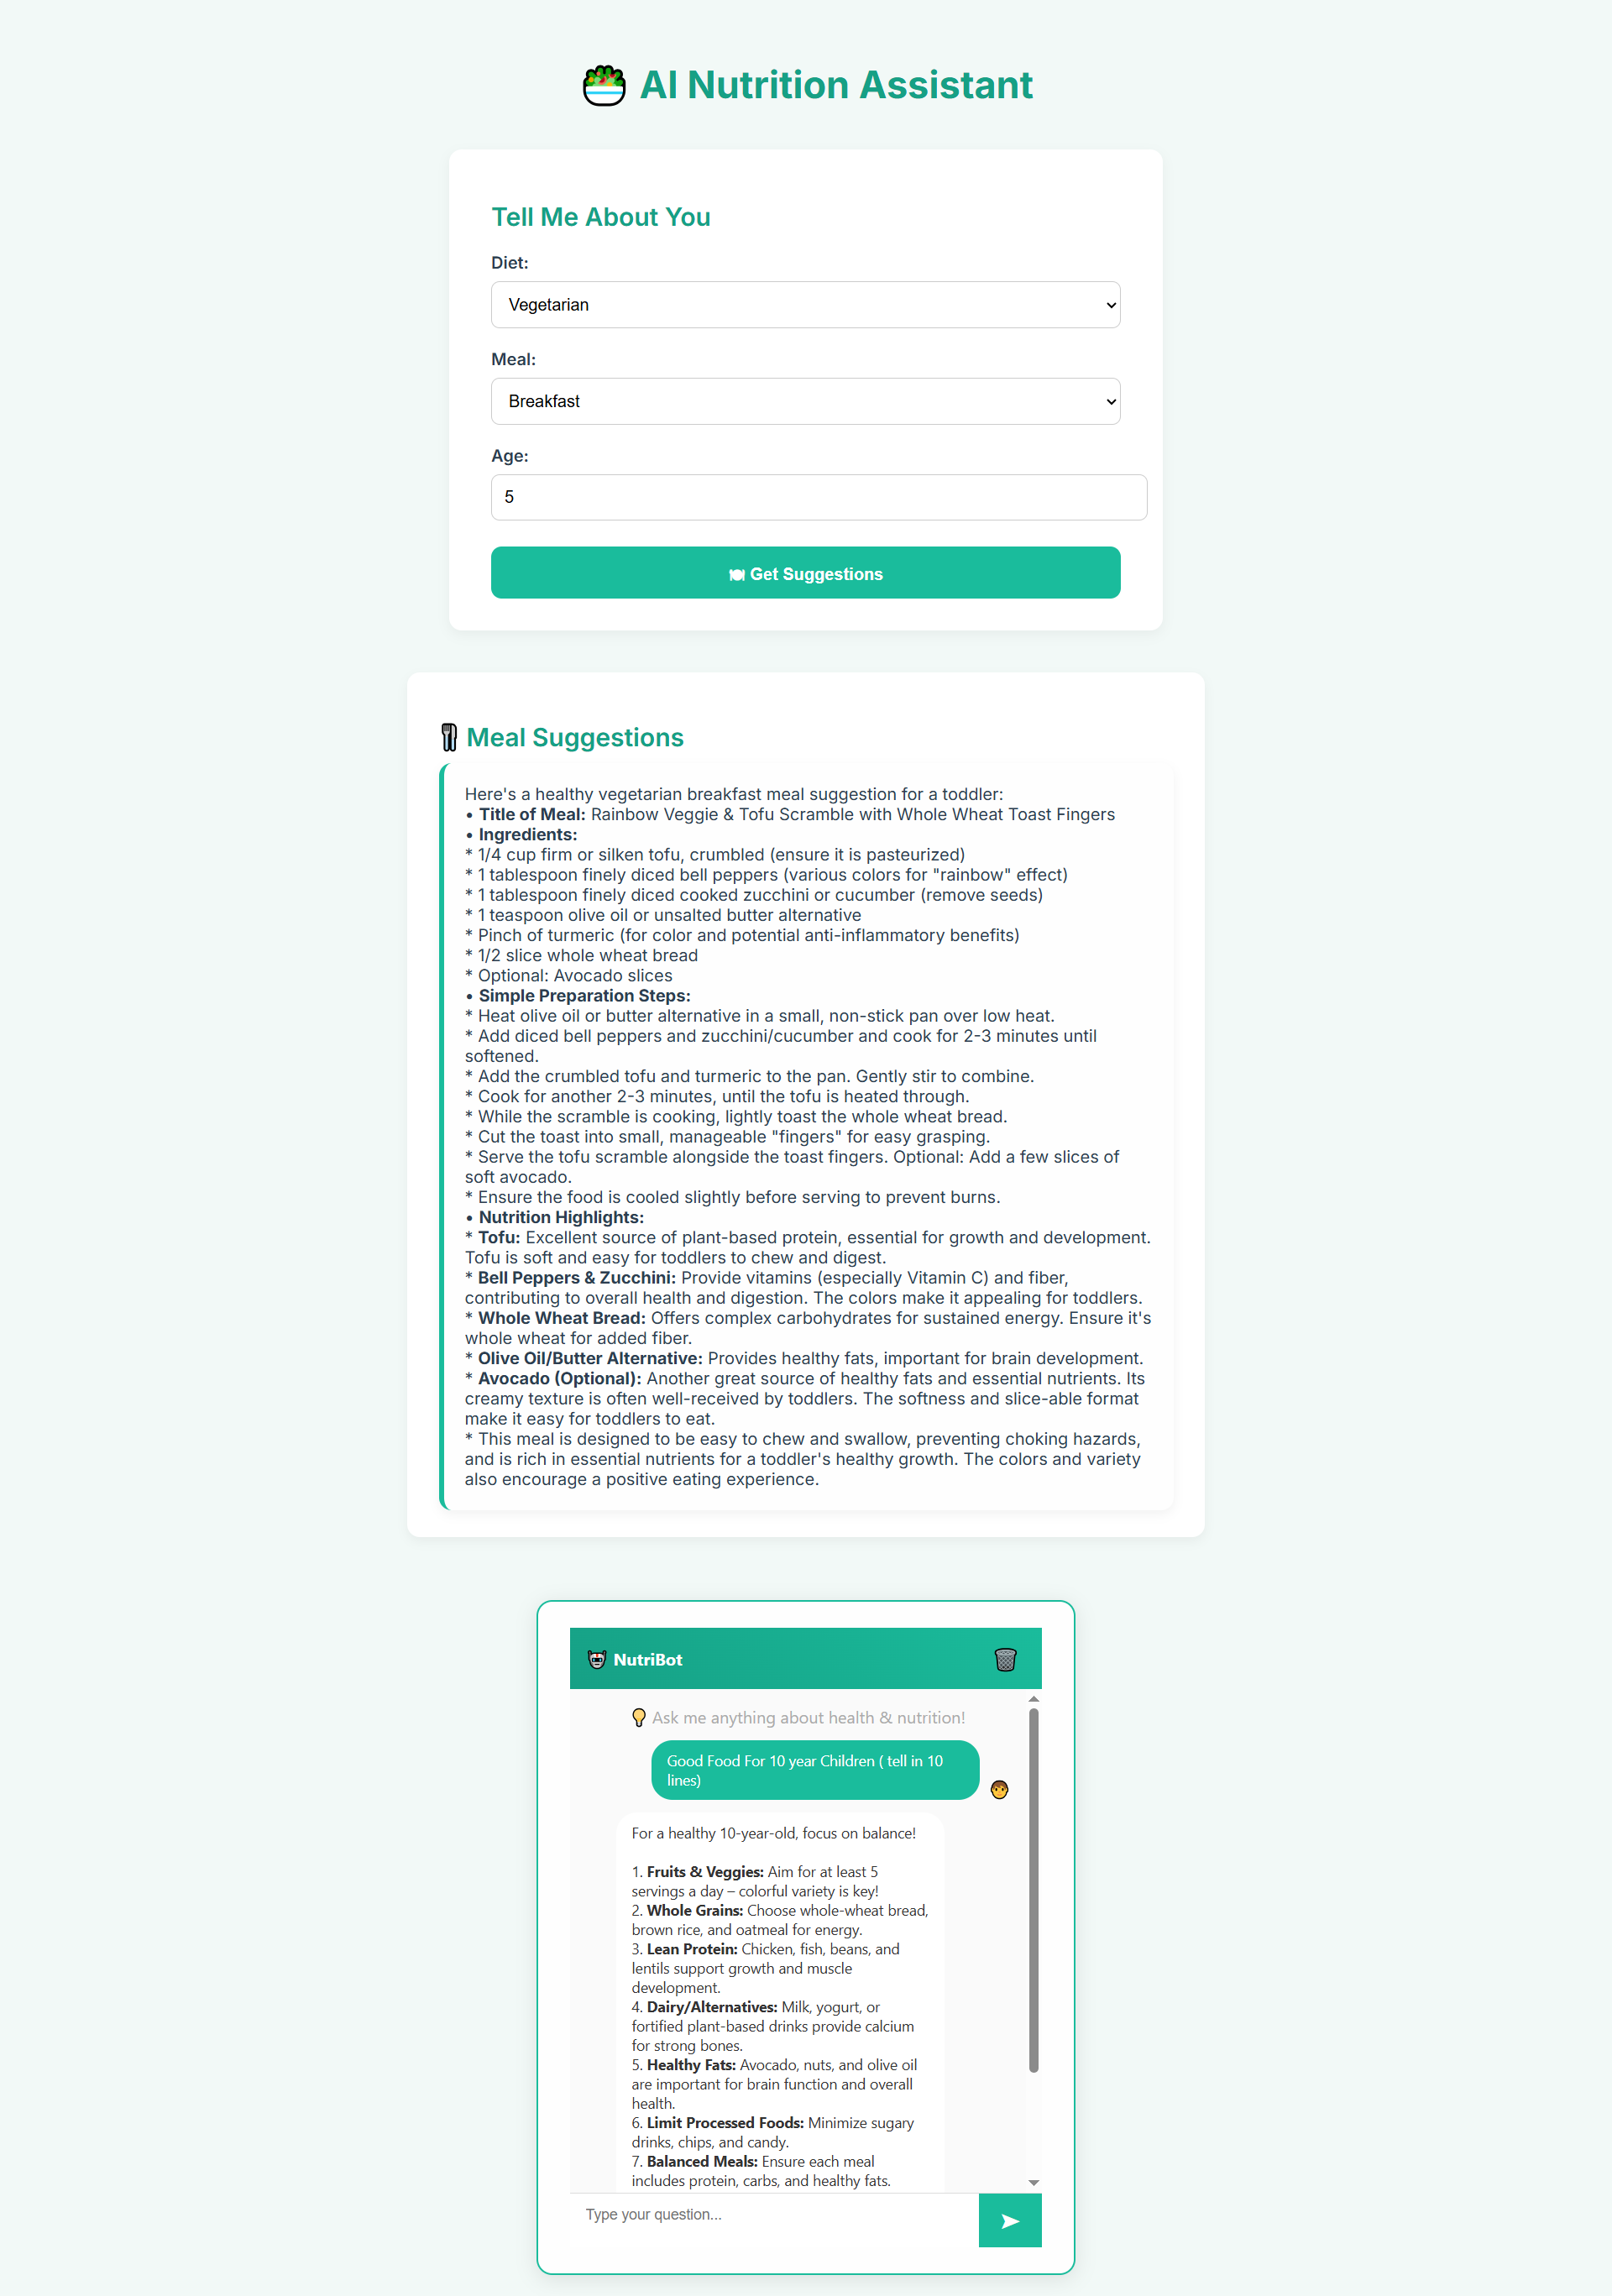 AI Nutrition Assistant
Tell Me About You
Diet:
Vegetarian
Meal:
Breakfast
Age:
5
Get Suggestions
Meal Suggestions
Here's a healthy vegetarian breakfast meal suggestion for a toddler:
• Title of Meal: Rainbow Veggie & Tofu Scramble with Whole Wheat Toast Fingers
• Ingredients:
* 1/4 cup firm or silken tofu, crumbled (ensure it is pasteurized)
* 1 tablespoon finely diced bell peppers (various colors for "rainbow" effect)
* 1 tablespoon finely diced cooked zucchini or cucumber (remove seeds)
* 1 teaspoon olive oil or unsalted butter alternative
* Pinch of turmeric (for color and potential anti-inflammatory benefits)
* 1/2 slice whole wheat bread
* Optional: Avocado slices
• Simple Preparation Steps:
* Heat olive oil or butter alternative in a small, non-stick pan over low heat.
* Add diced bell peppers and zucchini/cucumber and cook for 2-3 minutes until
softened.
* Add the crumbled tofu and turmeric to the pan. Gently stir to combine.
* Cook for another 2-3 minutes, until the tofu is heated through.
* While the scramble is cooking, lightly toast the whole wheat bread.
* Cut the toast into small, manageable "fingers" for easy grasping.
* Serve the tofu scramble alongside the toast fingers. Optional: Add a few slices of
soft avocado.
* Ensure the food is cooled slightly before serving to prevent burns.
• Nutrition Highlights:
* Tofu: Excellent source of plant-based protein, essential for growth and development.
Tofu is soft and easy for toddlers to chew and digest.
* Bell Peppers & Zucchini: Provide vitamins (especially Vitamin C) and fiber,
contributing to overall health and digestion. The colors make it appealing for toddlers.
* Whole Wheat Bread: Offers complex carbohydrates for sustained energy. Ensure it's
whole wheat for added fiber.
* Olive Oil/Butter Alternative: Provides healthy fats, important for brain development.
* Avocado (Optional): Another great source of healthy fats and essential nutrients. Its
creamy texture is often well-received by toddlers. The softness and slice-able format
make it easy for toddlers to eat.
* This meal is designed to be easy to chew and swallow, preventing choking hazards,
and is rich in essential nutrients for a toddler's healthy growth. The colors and variety
also encourage a positive eating experience.
NutriBot
Ask me anything about health & nutrition!
Good Food For 10 year Children ( tell in 10
lines)
For a healthy 10-year-old, focus on balance!
1. Fruits & Veggies: Aim for at least 5
servings a day – colorful variety is key!
2. Whole Grains: Choose whole-wheat bread,
brown rice, and oatmeal for energy.
3. Lean Protein: Chicken, fish, beans, and
lentils support growth and muscle
development.
4. Dairy/Alternatives: Milk, yogurt, or
fortified plant-based drinks provide calcium
for strong bones.
5. Healthy Fats: Avocado, nuts, and olive oil
are important for brain function and overall
health.
6. Limit Processed Foods: Minimize sugary
drinks, chips, and candy.
7. Balanced Meals: Ensure each meal
includes protein, carbs, and healthy fats.
Type your question...